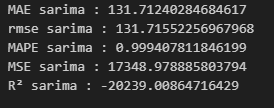 MAE sarima : 131.71240284684617
rmse sarima : 131.71552256967968
MAPE sarima : 0.999407811846199
MSE sarima : 17348.978885803794
R² sarima : -20239.00864716429